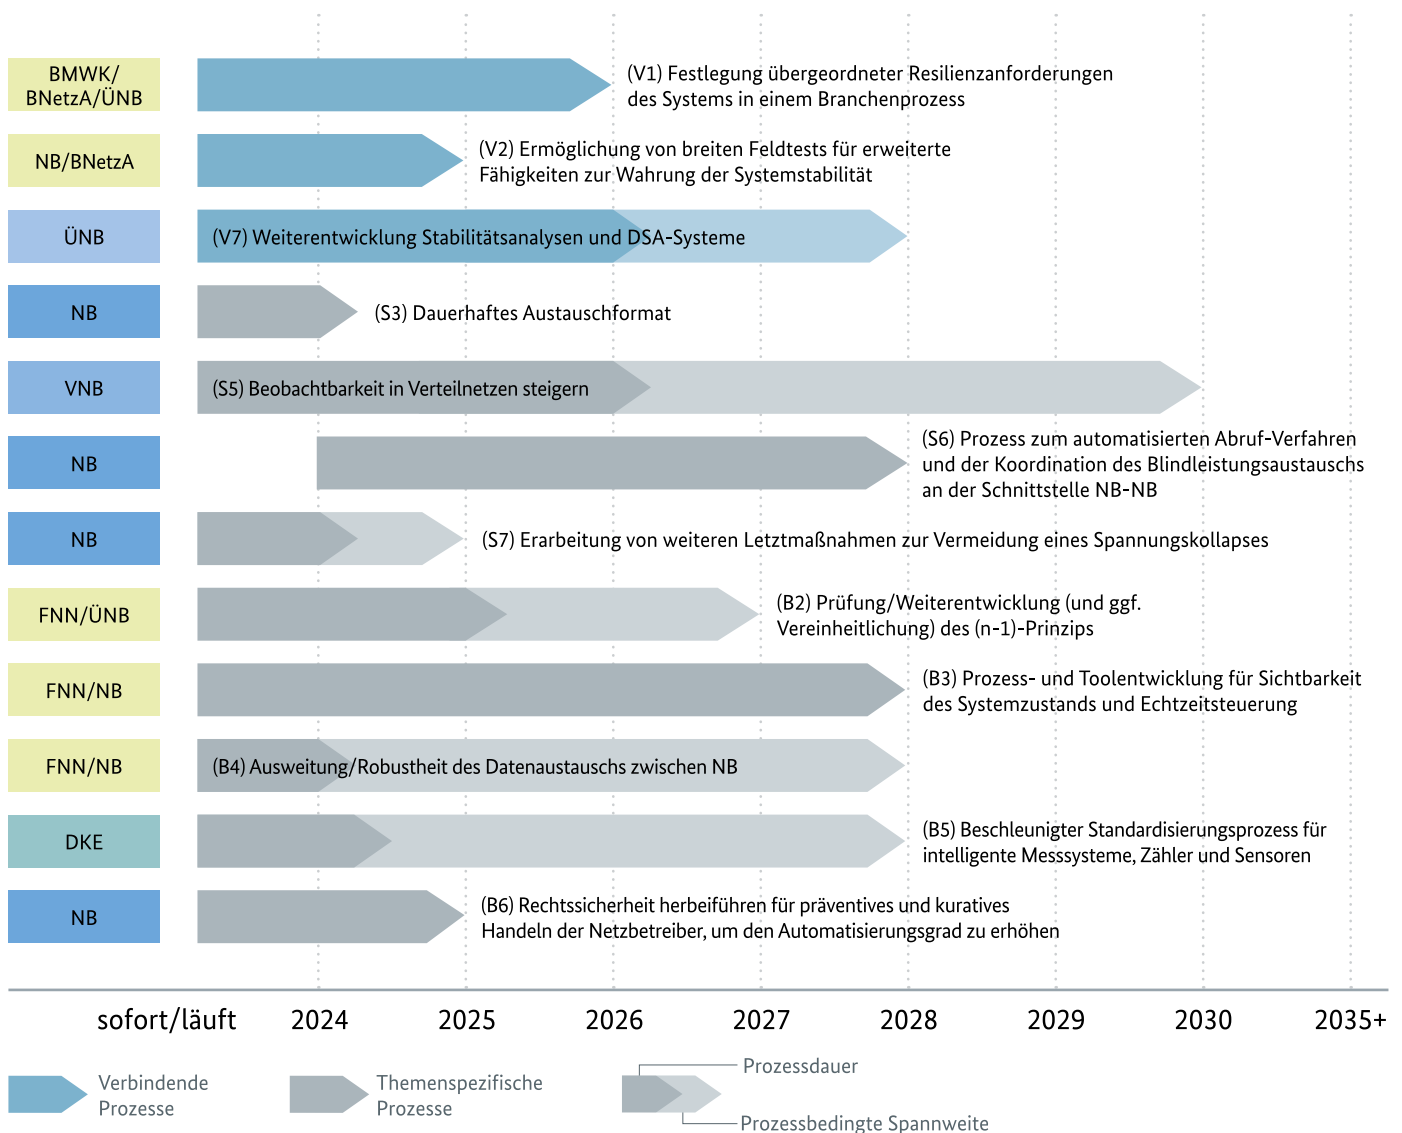 BMWK/
BNetzA/ÜNB
(V1) Festlegung übergeordneter Resilienzanforderungen
des Systems in einem Branchenprozess
NB/BNetzA
(V2) Ermöglichung von breiten Feldtests für erweiterte
Fähigkeiten zur Wahrung der Systemstabilität
ÜNB
(V7) Weiterentwicklung Stabilitätsanalysen und DSA-Systeme
NB
(S3) Dauerhaftes Austauschformat
VNB
(S5) Beobachtbarkeit in Verteilnetzen steigern
NB
(S6) Prozess zum automatisierten Abruf-Verfahren
und der Koordination des Blindleistungsaustauschs
an der Schnittstelle NB-NB
NB
(S7) Erarbeitung von weiteren Letztmaßnahmen zur Vermeidung eines Spannungskollapses
FNN/ÜNB
(B2) Prüfung/Weiterentwicklung (und ggf.
Vereinheitlichung) des (n-1)-Prinzips
FNN/NB
(B3) Prozess- und Toolentwicklung für Sichtbarkeit
des Systemzustands und Echtzeitsteuerung
FNN/NB
(B4) Ausweitung/Robustheit des Datenaustauschs zwischen NB
DKE
(B5) Beschleunigter Standardisierungsprozess für
intelligente Messsysteme, Zähler und Sensoren
NB
(B6) Rechtssicherheit herbeiführen für präventives und kuratives
Handeln der Netzbetreiber, um den Automatisierungsgrad zu erhöhen
sofort/läuft 2024 2025 2026 2027 2028 2029 2030 2035+
Verbindende
Prozesse
Themenspezifische
Prozesse
Prozessdauer
Prozessbedingte Spannweite